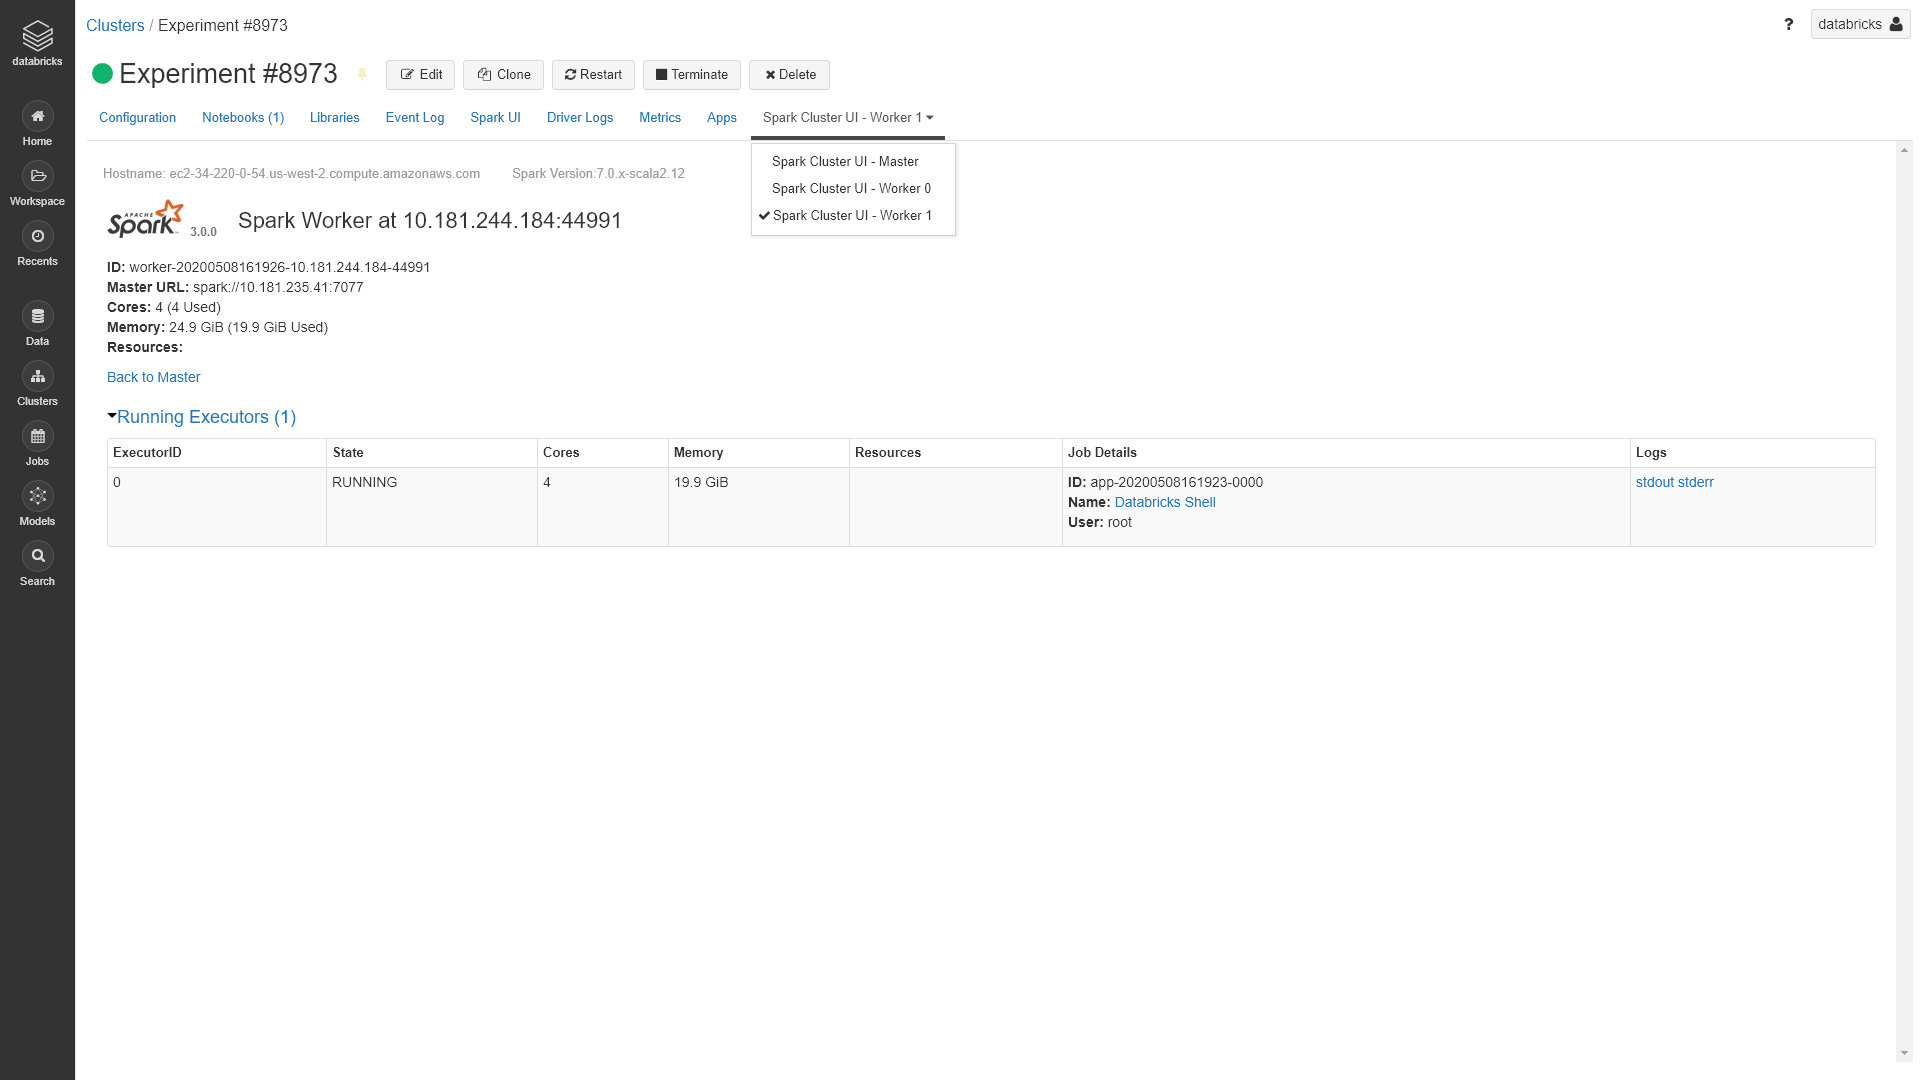 databricks
Home
Workspace
Recents
Data
Clusters
Jobs
Models
Search
Clusters / Experiment #8973
? databricks
Experiment #8973 Edit Clone Restart Terminate Delete
Configuration Notebooks (1) Libraries Event Log Spark UI Driver Logs Metrics Apps Spark Cluster UI - Worker 1
Spark Cluster UI - Master
Spark Cluster UI - Worker 0
Spark Cluster UI - Worker 1
Hostname: ec2-34-220-0-54.us-west-2.compute.amazonaws.com Spark Version:7.0.x-scala2.12
APACHE
Spark 3.0.0 Spark Worker at 10.181.244.184:44991
ID: worker-20200508161926-10.181.244.184-44991
Master URL: spark://10.181.235.41:7077
Cores: 4 (4 Used)
Memory: 24.9 GiB (19.9 GiB Used)
Resources:
Back to Master
Running Executors (1)
ExecutorID State Cores Memory Resources Job Details Logs
0 RUNNING 4 19.9 GiB ID: app-20200508161923-0000 stdout stderr
Name: Databricks Shell
User: root